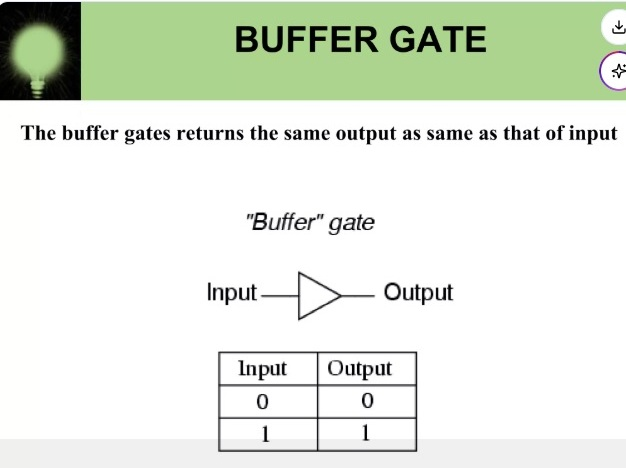 BUFFER GATE
The buffer gates returns the same output as same as that of input
"Buffer" gate
Input Output
Input Output
0 0
1 1